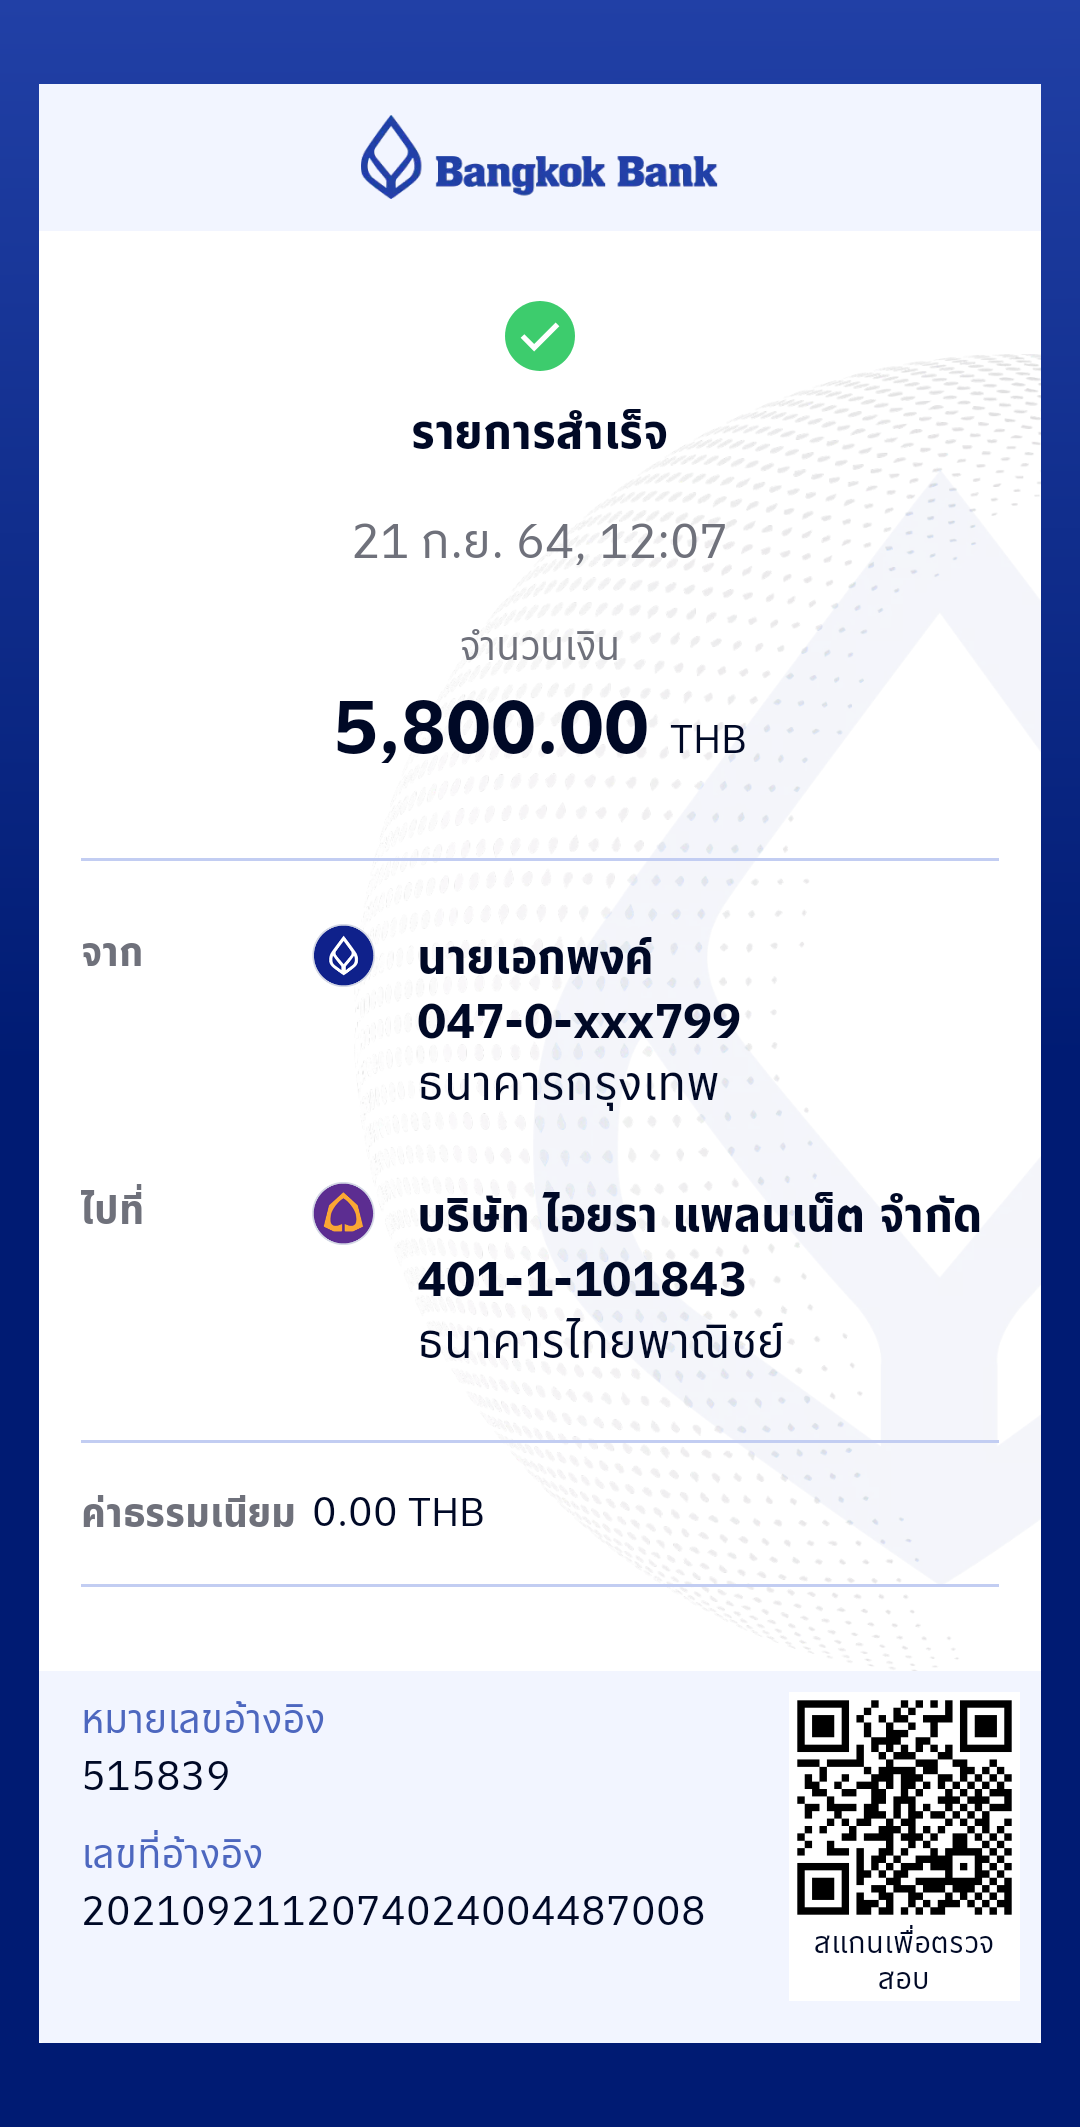 Bangkok Bank
รายการสำเร็จ
21 ก.ย. 64, 12:07
จำนวนเงิน
5,800.00 THB
จาก
นายเอกพงค์
047-0-xxx799
ธนาคารกรุงเทพ
ไปที่
บริษัท ไอยรา แพลนเน็ต จำกัด
401-1-101843
ธนาคารไทยพาณิชย์
ค่าธรรมเนียม 0.00 THB
หมายเลขอ้างอิง
515839
เลขที่อ้างอิง
2021092112074024004487008
สแกนเพื่อตรวจ
สอบ